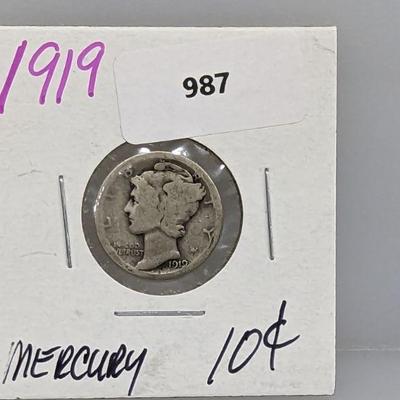 1919
987
IN GOD
WE TRUST
1919
MERCURY 10¢